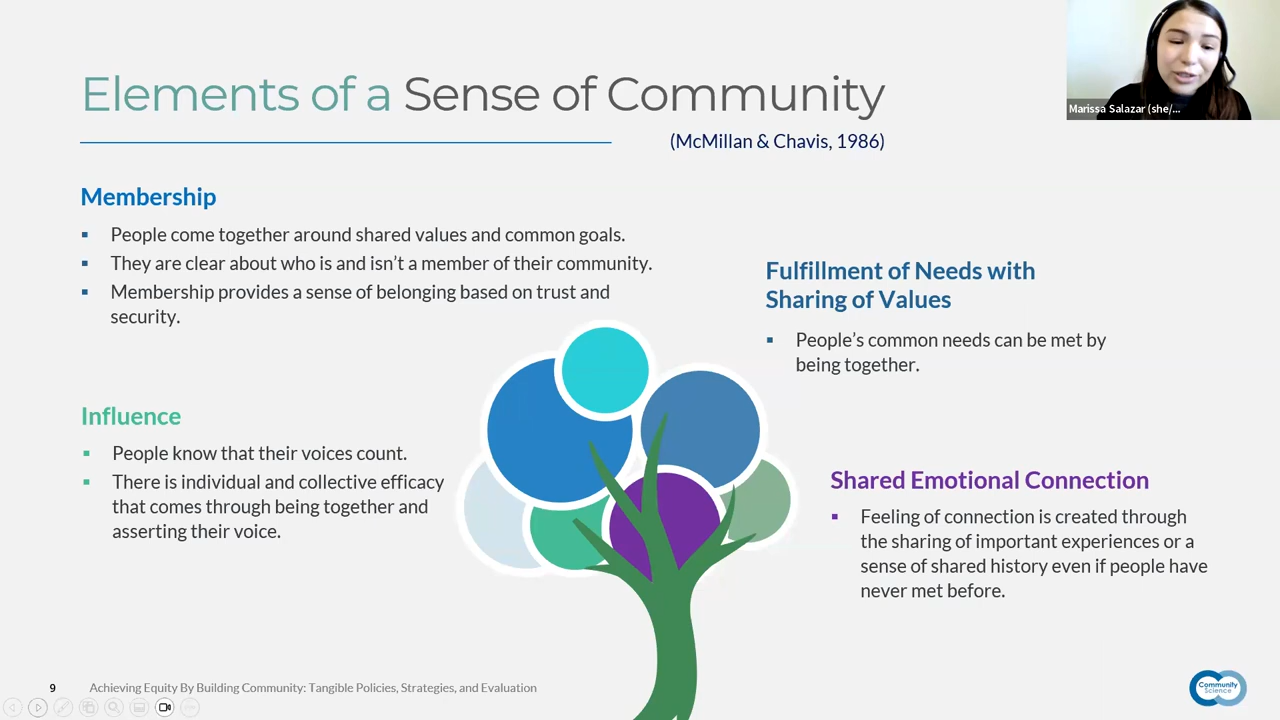 Elements of a Sense of Community
(McMillan & Chavis, 1986)
Marissa Salazar (she/...
Membership
▪ People come together around shared values and common goals.
▪ They are clear about who is and isn’t a member of their community.
▪ Membership provides a sense of belonging based on trust and
security.
Influence
▪ People know that their voices count.
▪ There is individual and collective efficacy
that comes through being together and
asserting their voice.
Fulfillment of Needs with
Sharing of Values
▪ People’s common needs can be met by
being together.
Shared Emotional Connection
▪ Feeling of connection is created through
the sharing of important experiences or a
sense of shared history even if people have
never met before.
9 Achieving Equity By Building Community: Tangible Policies, Strategies, and Evaluation
Community
Science